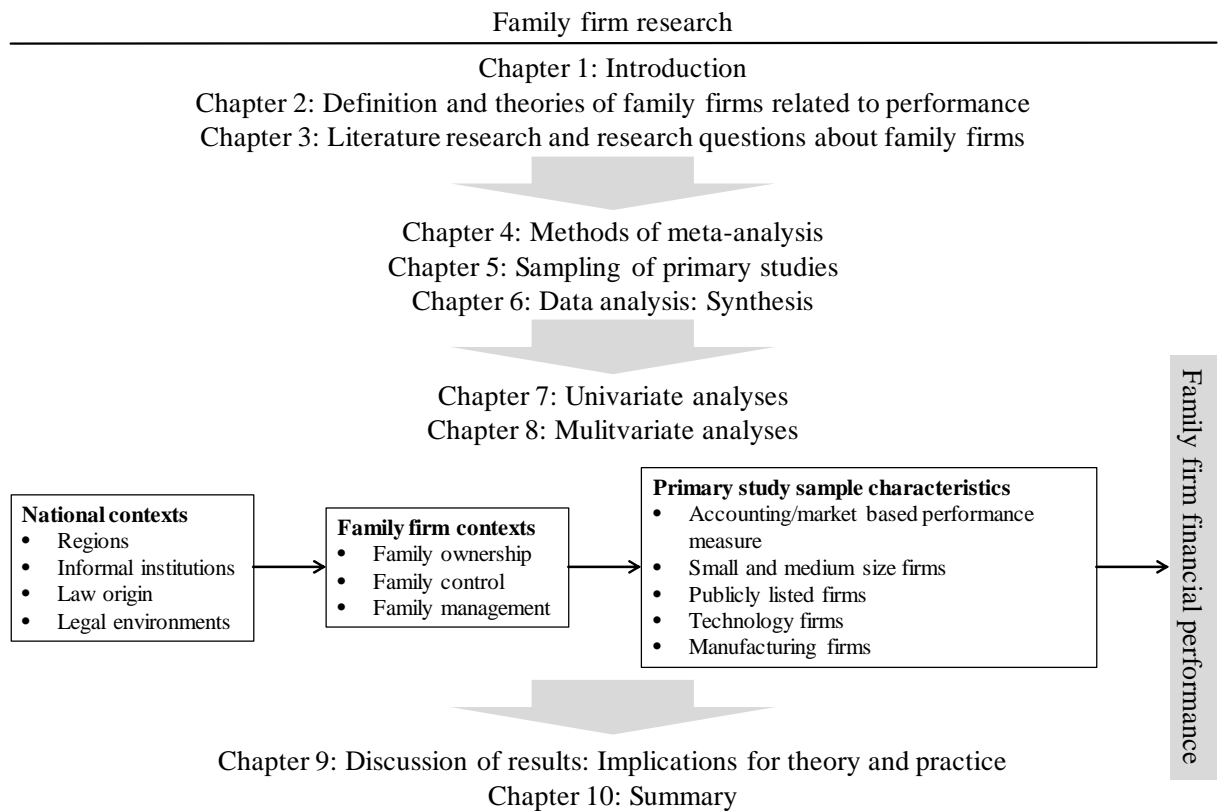 Family firm research
Chapter 1: Introduction
Chapter 2: Definition and theories of family firms related to performance
Chapter 3: Literature research and research questions about family firms
Chapter 4: Methods of meta-analysis
Chapter 5: Sampling of primary studies
Chapter 6: Data analysis: Synthesis
Chapter 7: Univariate analyses
Chapter 8: Mulitvariate analyses
National contexts
• Regions
• Informal institutions
• Law origin
• Legal environments
Family firm contexts
• Family ownership
• Family control
• Family management
Primary study sample characteristics
• Accounting/market based performance
measure
• Small and medium size firms
• Publicly listed firms
• Technology firms
• Manufacturing firms
Family firm financial performance
Chapter 9: Discussion of results: Implications for theory and practice
Chapter 10: Summary